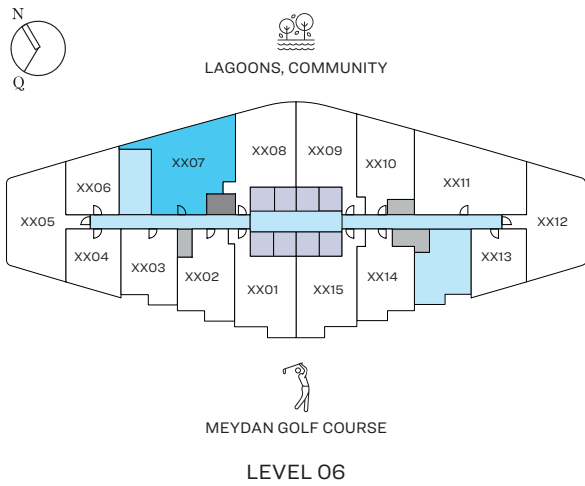 N
Q
LAGOONS, COMMUNITY
XX08
XX09
XX07
XX10
XX06
XX11
XX05
XX12
XX04
XX03
XX02
XX01
XX15
XX14
XX13
MEYDAN GOLF COURSE
LEVEL 06